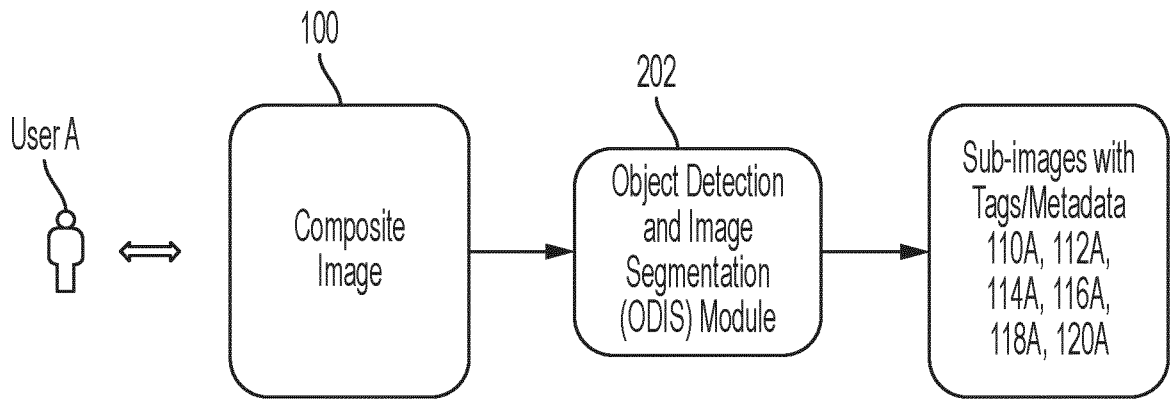 100
202
User A
Composite
Image
Object Detection
and Image
Segmentation
(ODIS) Module
Sub-images with
Tags/Metadata
110A, 112A,
114A, 116A,
118A, 120A